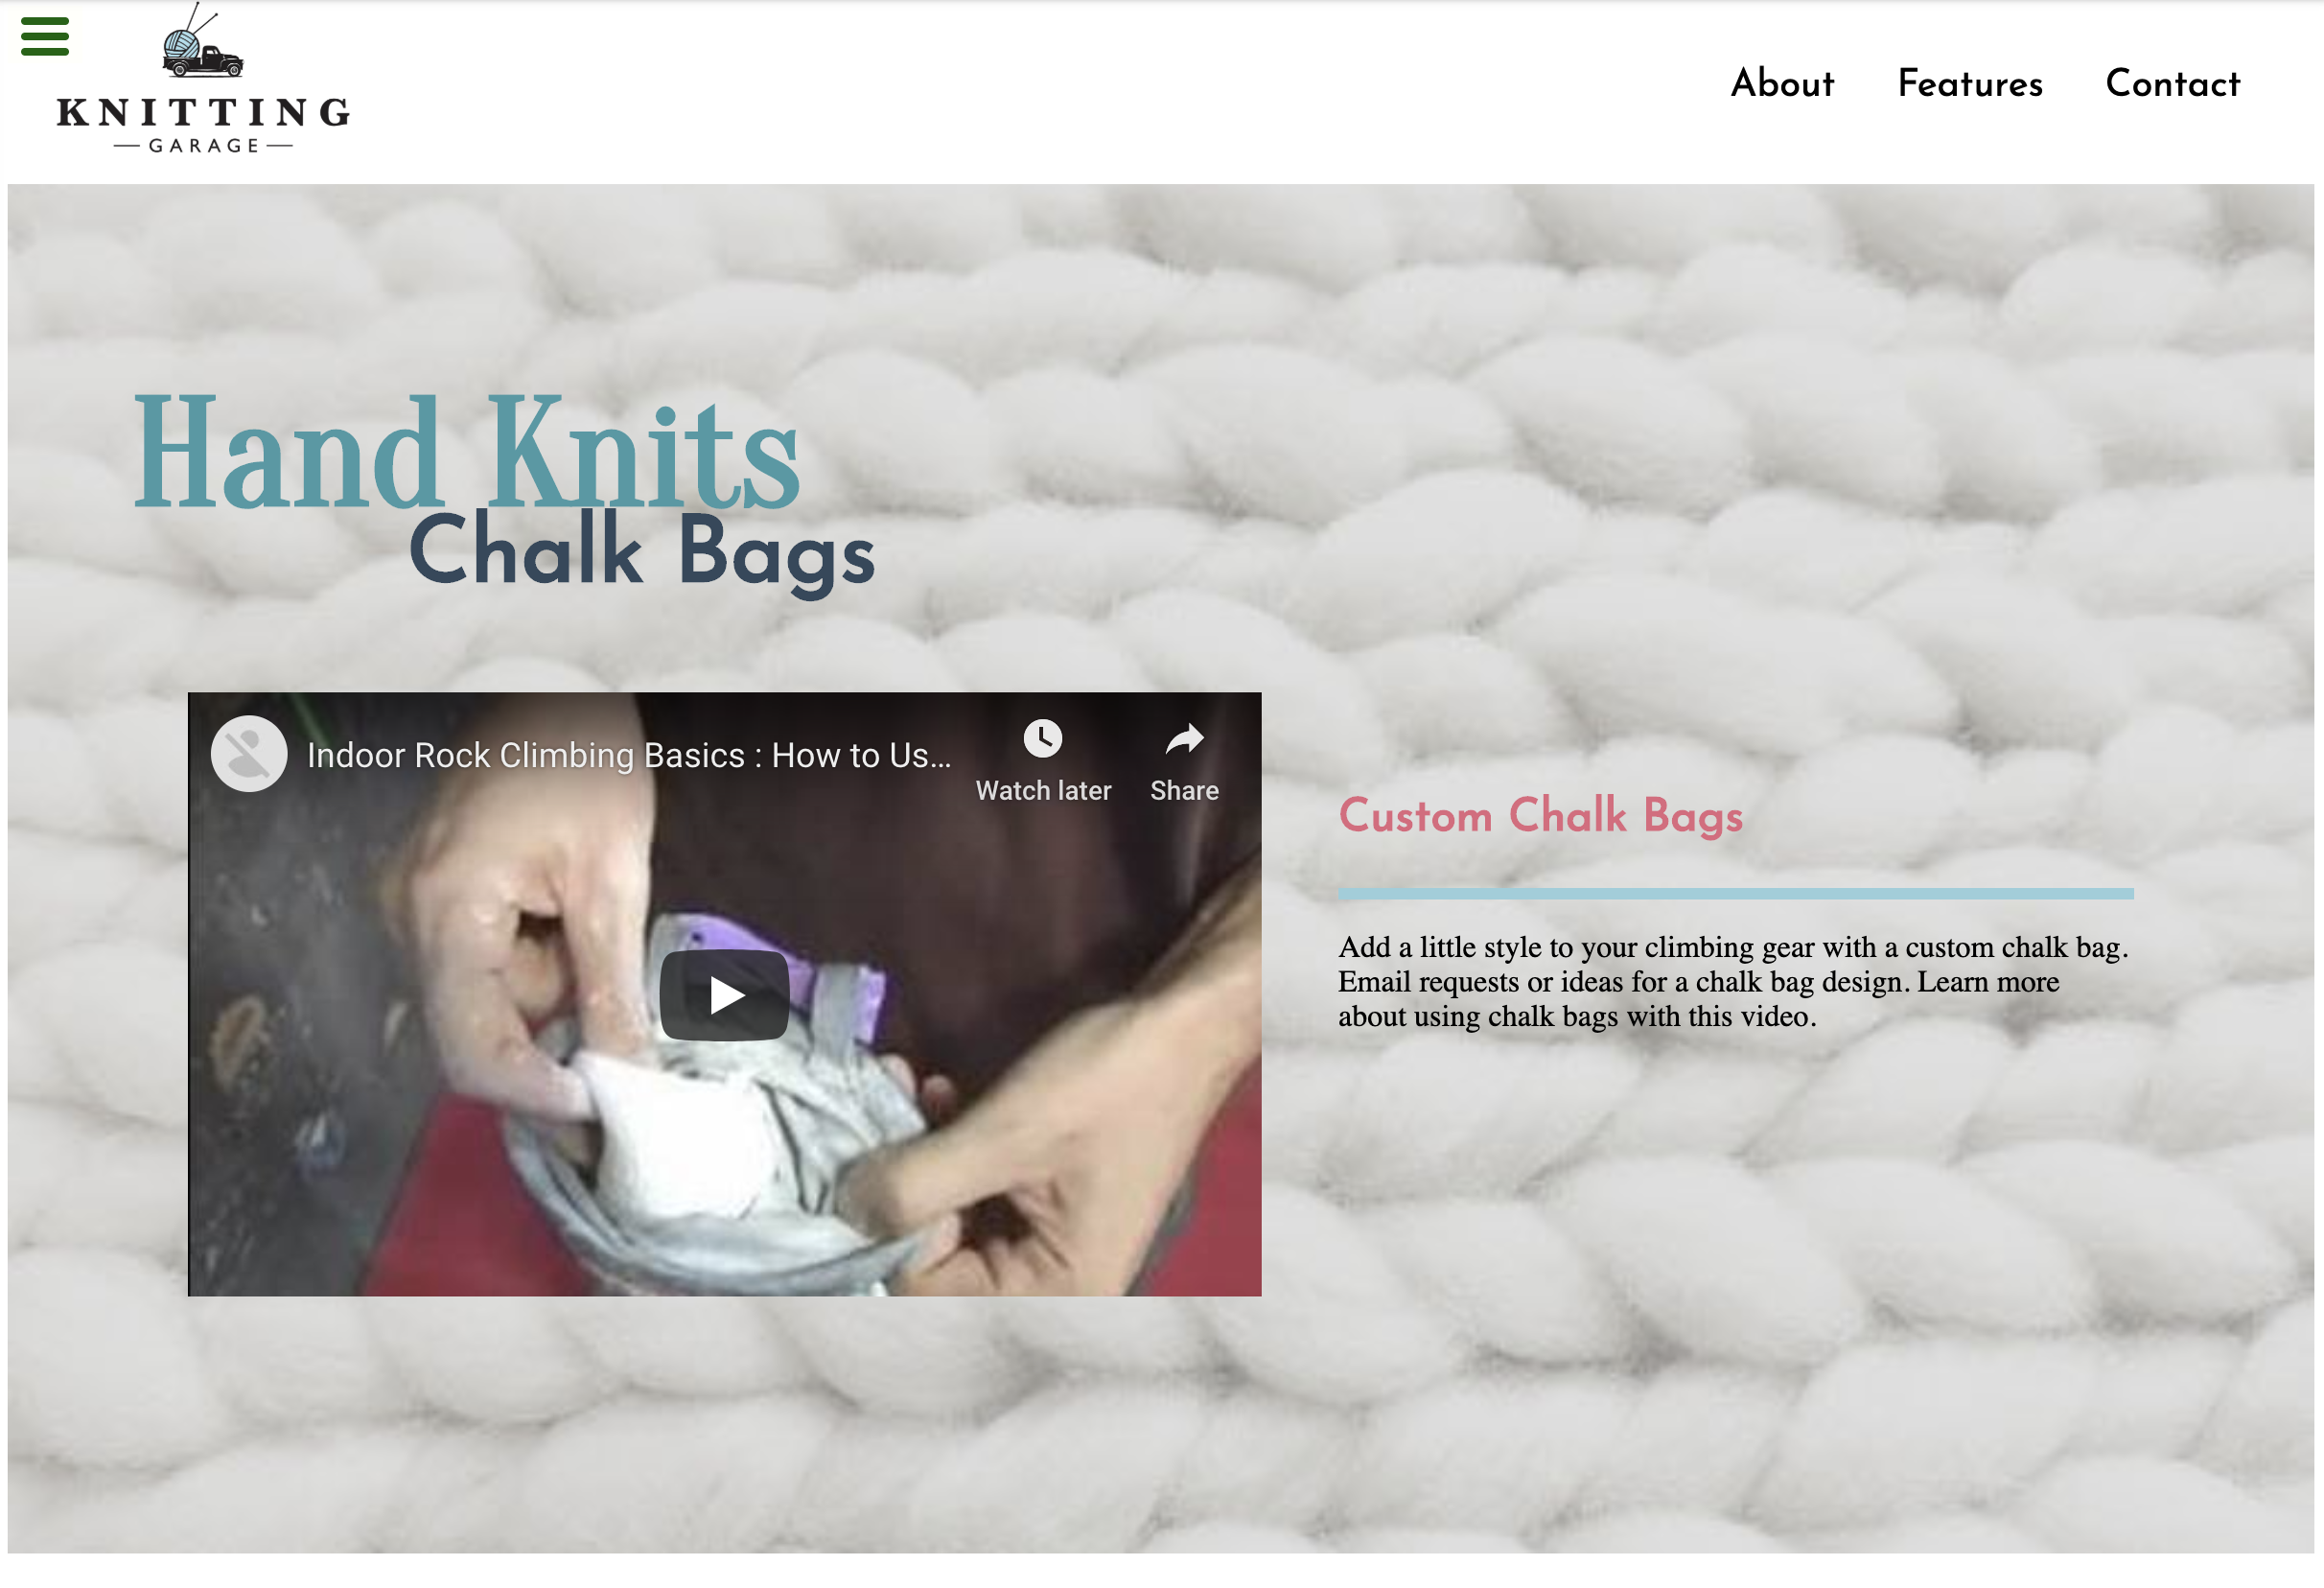 KNITTING
GARAGE
About Features Contact
Hand Knits
Chalk Bags
Indoor Rock Climbing Basics : How to Us...
Watch later
Share
Custom Chalk Bags
Add a little style to your climbing gear with a custom chalk bag.
Email requests or ideas for a chalk bag design. Learn more
about using chalk bags with this video.